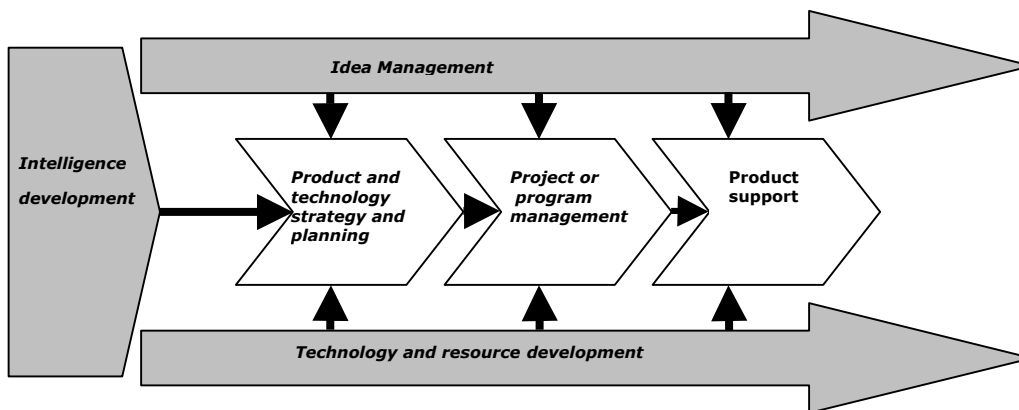 Idea Management
Intelligence
development
Product and
technology
strategy and
planning
Project or
program
management
Product
support
Technology and resource development